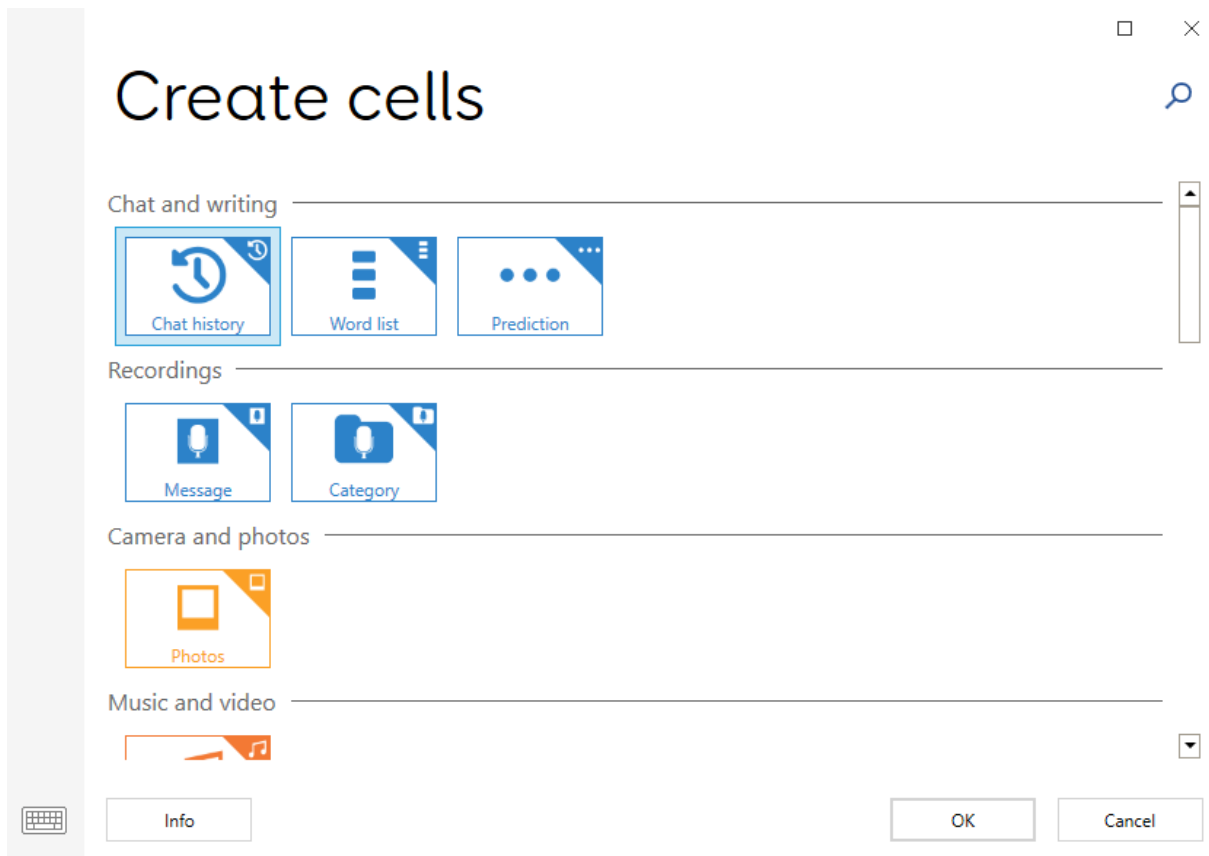 Create cells
Chat and writing
Chat history
Word list
Prediction
Recordings
Message
Category
Camera and photos
Photos
Music and video
Info
OK
Cancel